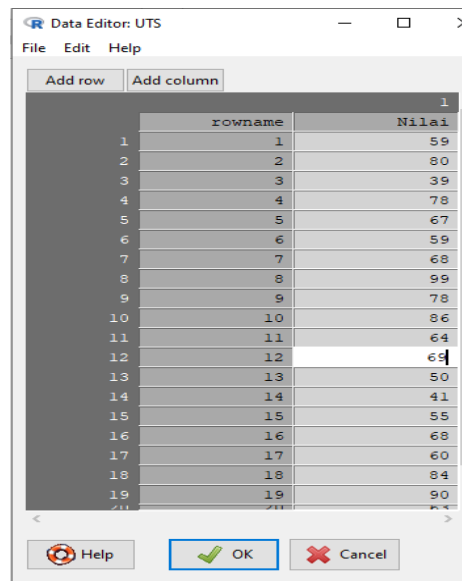 Data Editor: UTS
File Edit Help
Add row Add column
1
rowname Nilai
1 1 59
2 2 80
3 3 39
4 4 78
5 5 67
6 6 59
7 7 68
8 8 99
9 9 78
10 10 86
11 11 64
12 12 69
13 13 50
14 14 41
15 15 55
16 16 68
17 17 60
18 18 84
19 19 90
Help OK Cancel